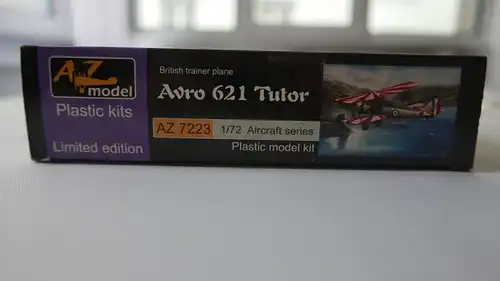 AZ
model
Plastic kits
Limited edition
British trainer plane
Avro 621 Tutor
AZ 7223 1/72 Aircraft series
Plastic model kit